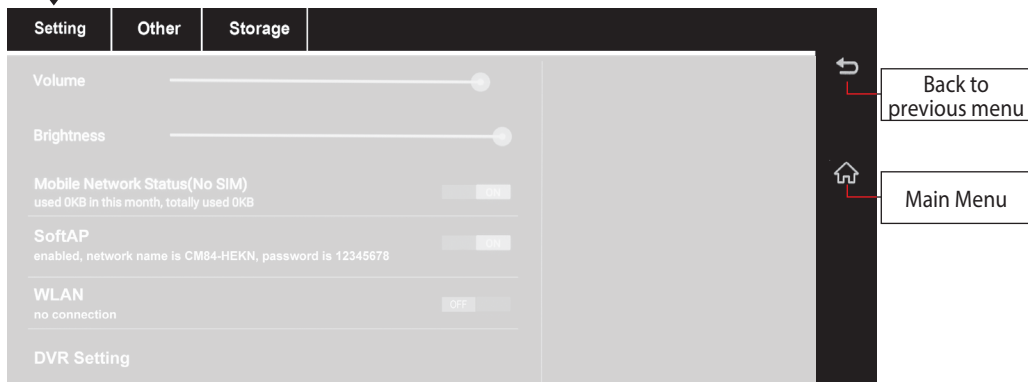 Setting Other Storage
Volume
Brightness
Mobile Network Status(No SIM)
used 0KB in this month, totally used 0KB
ON
SoftAP
enabled, network name is CM84-HEKN, password is 12345678
ON
WLAN
no connection
OFF
DVR Setting
Back to
previous menu
Main Menu